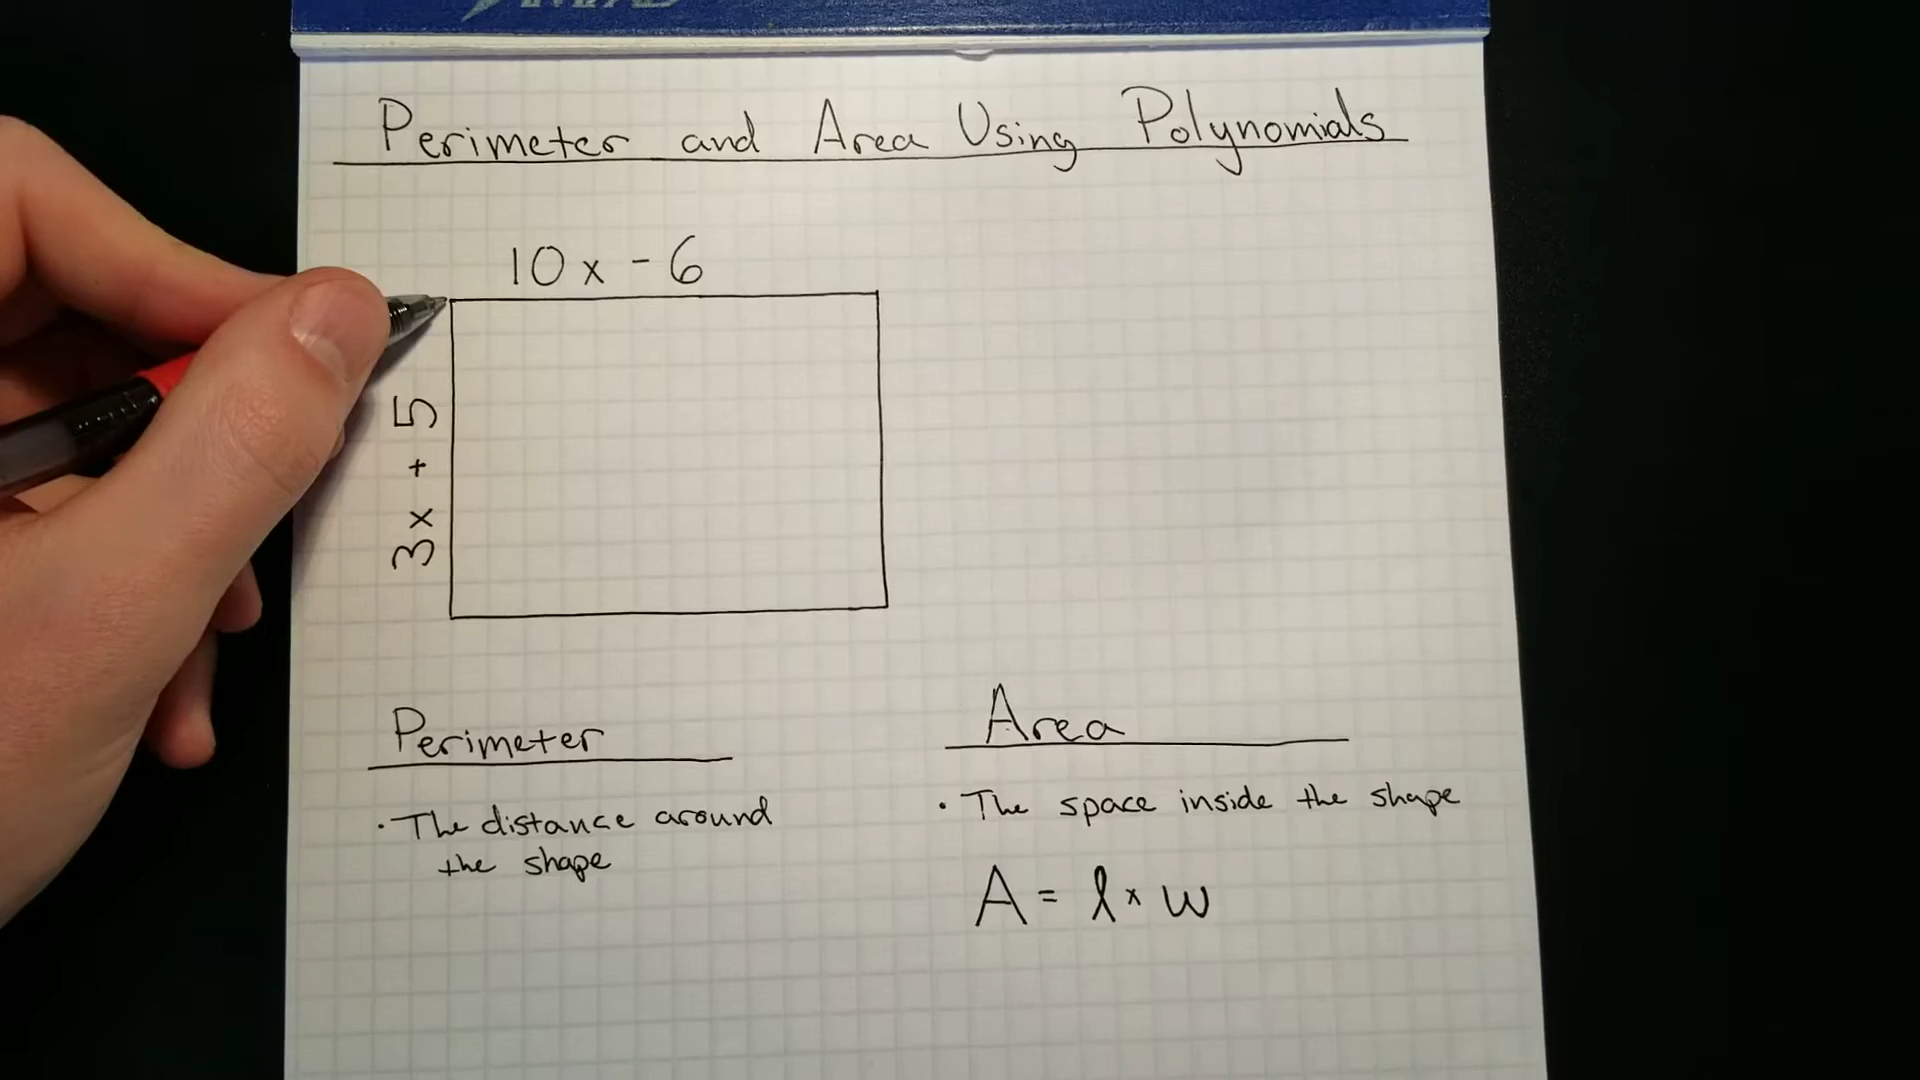 Perimeter and Area Using Polynomials
10x - 6
3x + 5
Perimeter
• The distance around
the shape
Area
• The space inside the shape
A = l × w